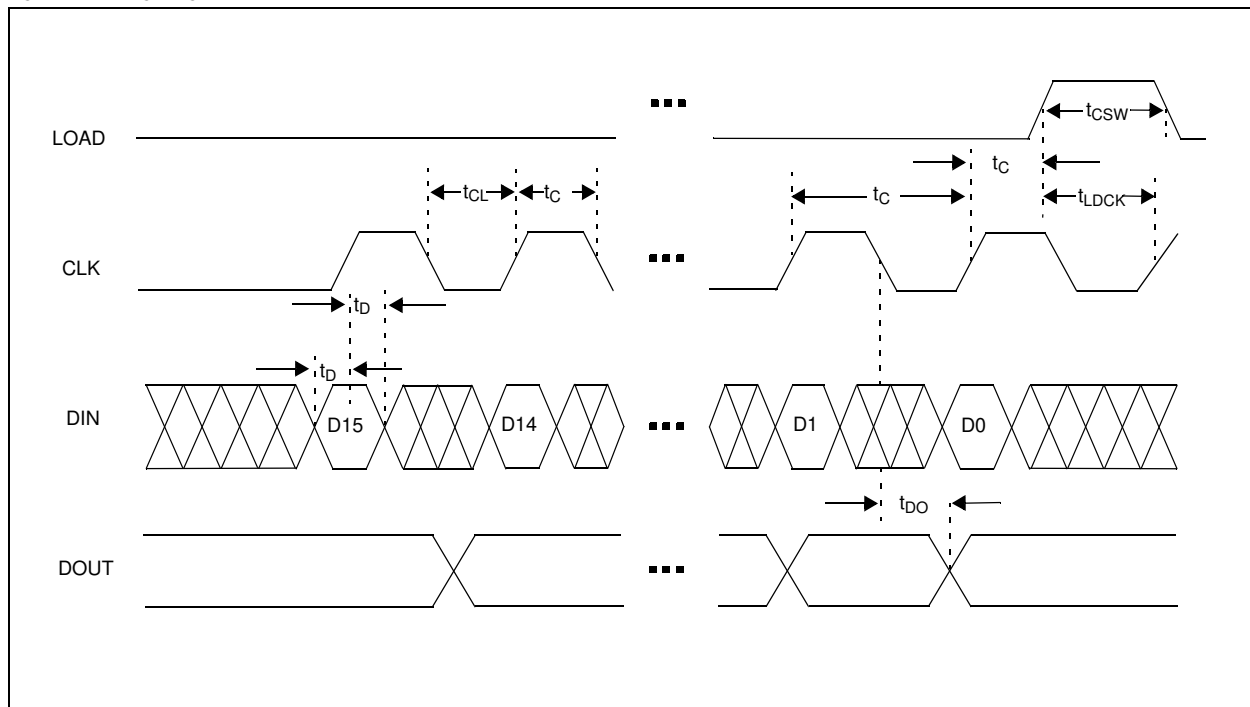 LOAD
tCSW
tC
tCL
tC
tC
tLDCK
CLK
tD
tD
DIN
D15
D14
D1
D0
tDO
DOUT